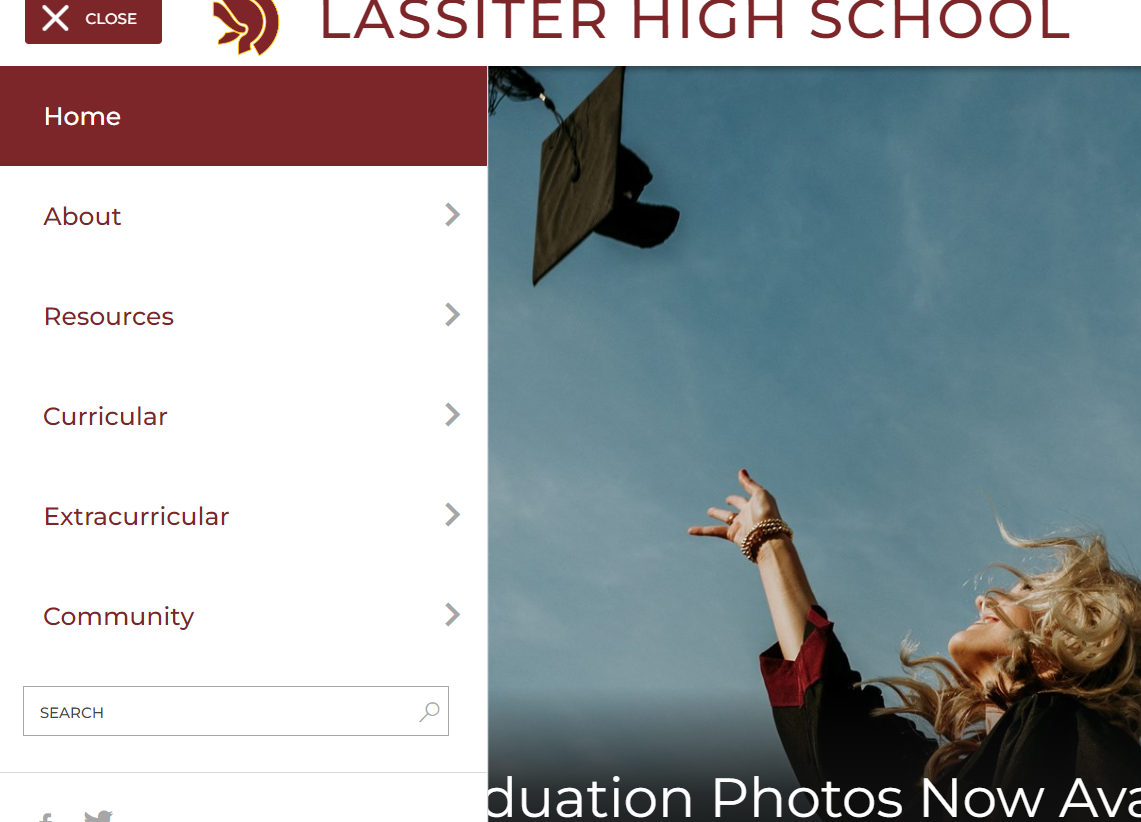 CLOSE
LASSITER HIGH SCHOOL
Home
About
Resources
Curricular
Extracurricular
Community
SEARCH
duation Photos Now Ava